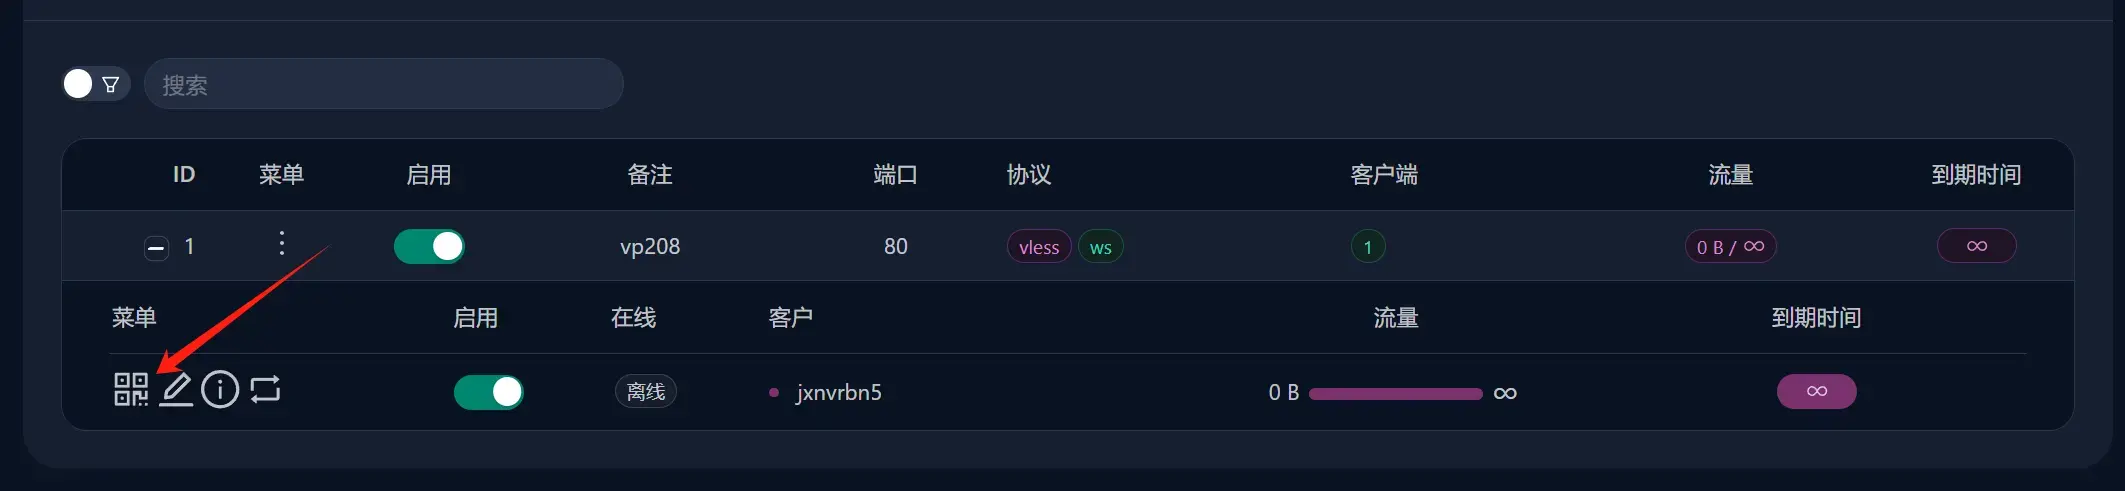 搜索
ID 菜单 启用 备注 端口 协议 客户端 流量 到期时间
1 vp208 80 vless ws 1 0 B / ∞ ∞
菜单 启用 在线 客户 流量 到期时间
离线 jxnvrbn5 0 B ∞ ∞